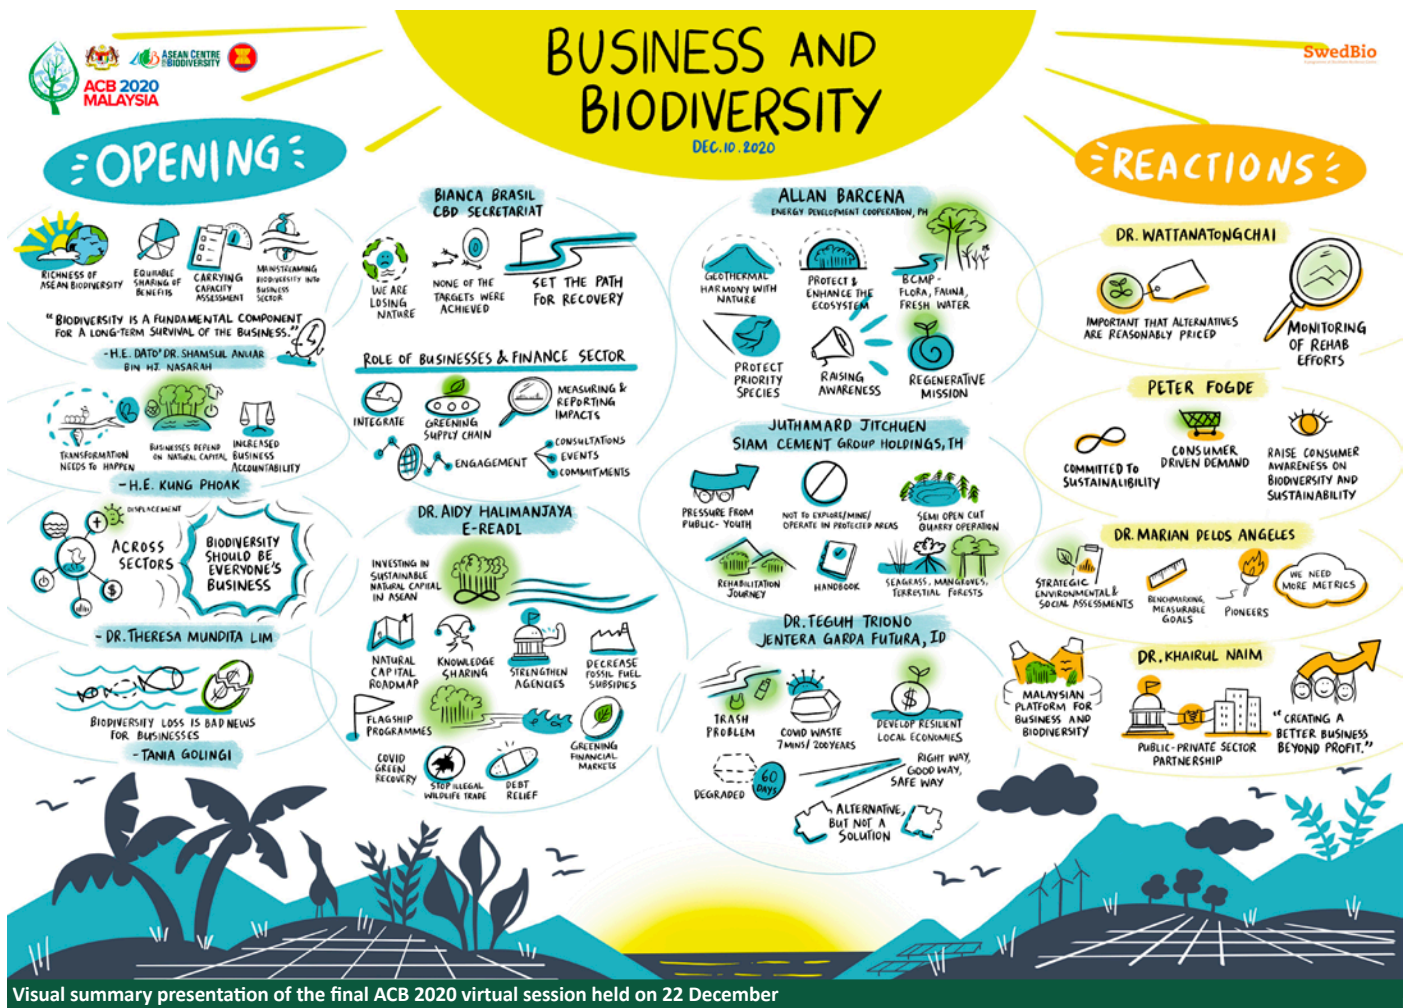 BUSINESS AND
BIODIVERSITY
DEC.10.2020
ASEAN CENTRE
BIODIVERSITY
ACB 2020
MALAYSIA
SwedBio
OPENING
RICHNESS OF
ASEAN BIODIVERSITY
EQUITABLE
SHARING OF
BENEFITS
CARRYING
CAPACITY
ASSESSMENT
MAINSTREAMING
BIODIVERSITY INTO
BUSINESS
SECTOR
"BIODIVERSITY IS A FUNDAMENTAL COMPONENT
FOR A LONG-TERM SURVIVAL OF THE BUSINESS."
-H.E. DATO' DR. SHAMSUL ANUAR
BIN HJ. NASARAH
TRANSFORMATION
NEEDS TO HAPPEN
BUSINESSES DEPEND
ON NATURAL CAPITAL
INCREASED
BUSINESS
ACCOUNTABILITY
-H.E. KUNG PHOAK
DISPLACEMENT
ACROSS
SECTORS
$
BIODIVERSITY
SHOULD BE
EVERYONE'S
BUSINESS
- DR. THERESA MUNDITA LIM
BIODIVERSITY LOSS IS BAD NEWS
FOR BUSINESSES
-TANIA GOLINGI
BIANCA BRASIL
CBD SECRETARIAT
WE ARE
LOSING
NATURE
NONE OF THE
TARGETS WERE
ACHIEVED
SET THE PATH
FOR RECOVERY
ROLE OF BUSINESSES & FINANCE SECTOR
INTEGRATE
GREENING
SUPPLY CHAIN
MEASURING &
REPORTING
IMPACTS
ENGAGEMENT
CONSULTATIONS
EVENTS
COMMITMENTS
DR. AIDY HALIMANJAYA
E-READI
INVESTING IN
SUSTAINABLE
NATURAL CAPITAL
IN ASEAN
NATURAL
CAPITAL
ROADMAP
KNOWLEDGE
SHARING
STRENGTHEN
AGENCIES
DECREASE
FOSSIL FUEL
SUBSIDIES
FLAGSHIP
PROGRAMMES
COVID
GREEN
RECOVERY
STOP ILLEGAL
WILDLIFE TRADE
DEBT
RELIEF
GREENING
FINANCIAL
MARKETS
ALLAN BARCENA
ENERGY DEVELOPMENT COOPERATION, PH
GEOTHERMAL
HARMONY WITH
NATURE
PROTECT &
ENHANCE THE
ECOSYSTEM
BCMP -
FLORA, FAUNA,
FRESH WATER
PROTECT
PRIORITY
SPECIES
RAISING
AWARENESS
REGENERATIVE
MISSION
JUTHAMARD JITCHUEN
SIAM CEMENT GROUP HOLDINGS, TH
PRESSURE FROM
PUBLIC- YOUTH
NOT TO EXPLORE/MINE/
OPERATE IN PROTECTED AREAS
SEMI OPEN CUT
QUARRY OPERATION
REHABILITATION
JOURNEY
HANDBOOK
SEAGRASS, MANGROVES,
TERRESTIAL FORESTS
DR. TEGUH TRIONO
JENTERA GARDA FUTURA, ID
TRASH
PROBLEM
COVID WASTE
7 MINS/ 200 YEARS
$
DEVELOP RESILIENT
LOCAL ECONOMIES
DEGRADED
60
DAYS
RIGHT WAY,
GOOD WAY,
SAFE WAY
ALTERNATIVE,
BUT NOT A
SOLUTION
REACTIONS
DR. WATTANATONGCHAI
IMPORTANT THAT ALTERNATIVES
ARE REASONABLY PRICED
MONITORING
OF REHAB
EFFORTS
PETER FOGDE
COMMITTED TO
SUSTAINALIBILITY
CONSUMER
DRIVEN DEMAND
RAISE CONSUMER
AWARENESS ON
BIODIVERSITY AND
SUSTAINABILITY
DR. MARIAN DELOS ANGELES
STRATEGIC
ENVIRONMENTAL &
SOCIAL ASSESSMENTS
BENCHMARKING,
MEASURABLE
GOALS
PIONEERS
WE NEED
MORE METRICS
DR. KHAIRUL NAIM
MALAYSIAN
PLATFORM FOR
BUSINESS AND
BIODIVERSITY
PUBLIC-PRIVATE SECTOR
PARTNERSHIP
"CREATING A
BETTER BUSINESS
BEYOND PROFIT."
Visual summary presentation of the final ACB 2020 virtual session held on 22 December